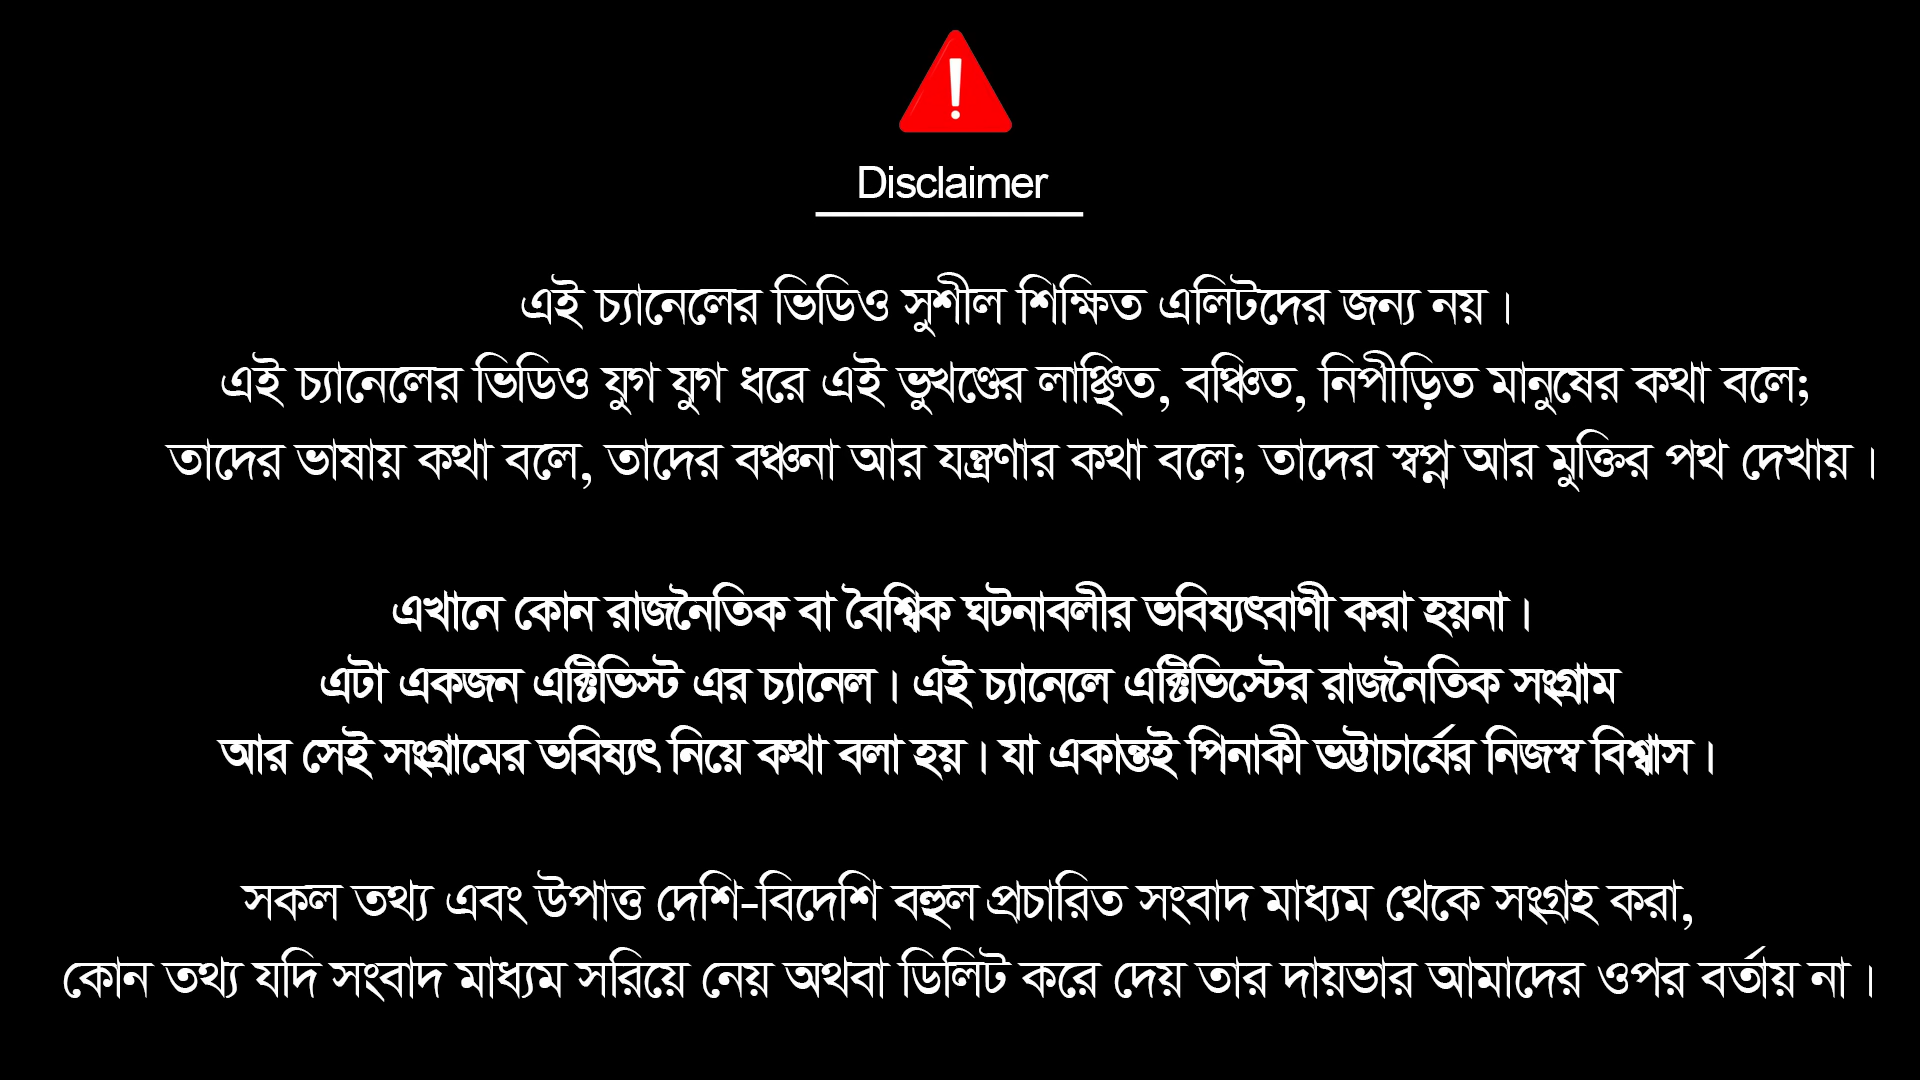 Disclaimer
এই চ্যানেলের ভিডিও সুশীল শিক্ষিত এলিটদের জন্য নয়।
এই চ্যানেলের ভিডিও যুগ যুগ ধরে এই ভুখণ্ডের লাঞ্ছিত, বঞ্চিত, নিপীড়িত মানুষের কথা বলে;
তাদের ভাষায় কথা বলে, তাদের বঞ্চনা আর যন্ত্রণার কথা বলে; তাদের স্বপ্ন আর মুক্তির পথ দেখায়।
এখানে কোন রাজনৈতিক বা বৈশ্বিক ঘটনাবলীর ভবিষ্যৎবাণী করা হয়না।
এটা একজন এক্টিভিস্ট এর চ্যানেল। এই চ্যানেলে এক্টিভিস্টের রাজনৈতিক সংগ্রাম
আর সেই সংগ্রামের ভবিষ্যৎ নিয়ে কথা বলা হয়। যা একান্তই পিনাকী ভট্টাচার্যের নিজস্ব বিশ্বাস।
সকল তথ্য এবং উপাত্ত দেশি-বিদেশি বহুল প্রচারিত সংবাদ মাধ্যম থেকে সংগ্রহ করা,
কোন তথ্য যদি সংবাদ মাধ্যম সরিয়ে নেয় অথবা ডিলিট করে দেয় তার দায়ভার আমাদের ওপর বর্তায় না।